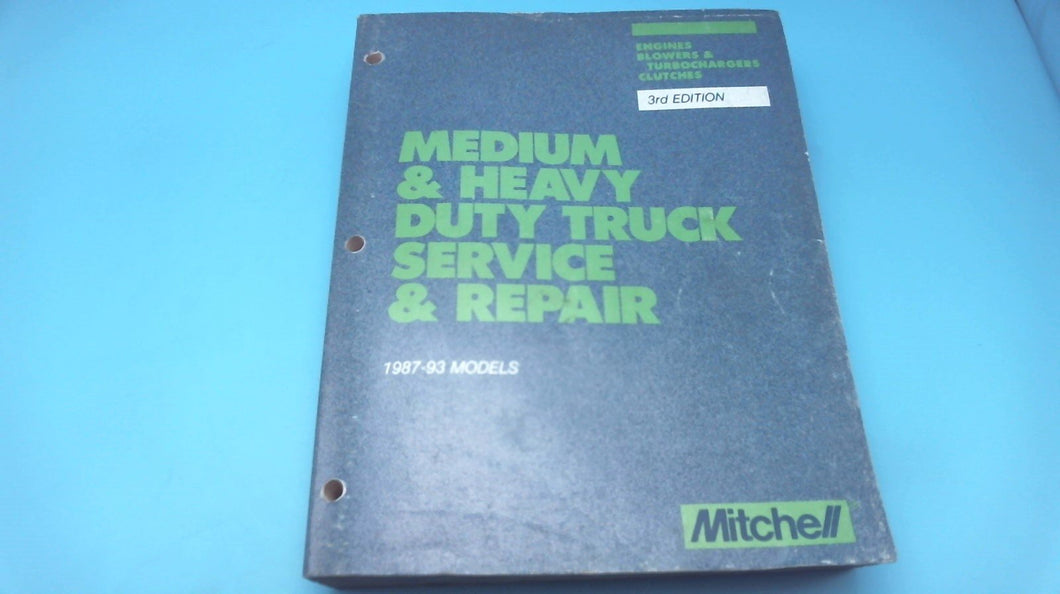 ENGINES
BLOWERS &
TURBOCHARGERS
CLUTCHES
3rd EDITION
MEDIUM
& HEAVY
DUTY TRUCK
SERVICE
& REPAIR
1987-93 MODELS
Mitchell